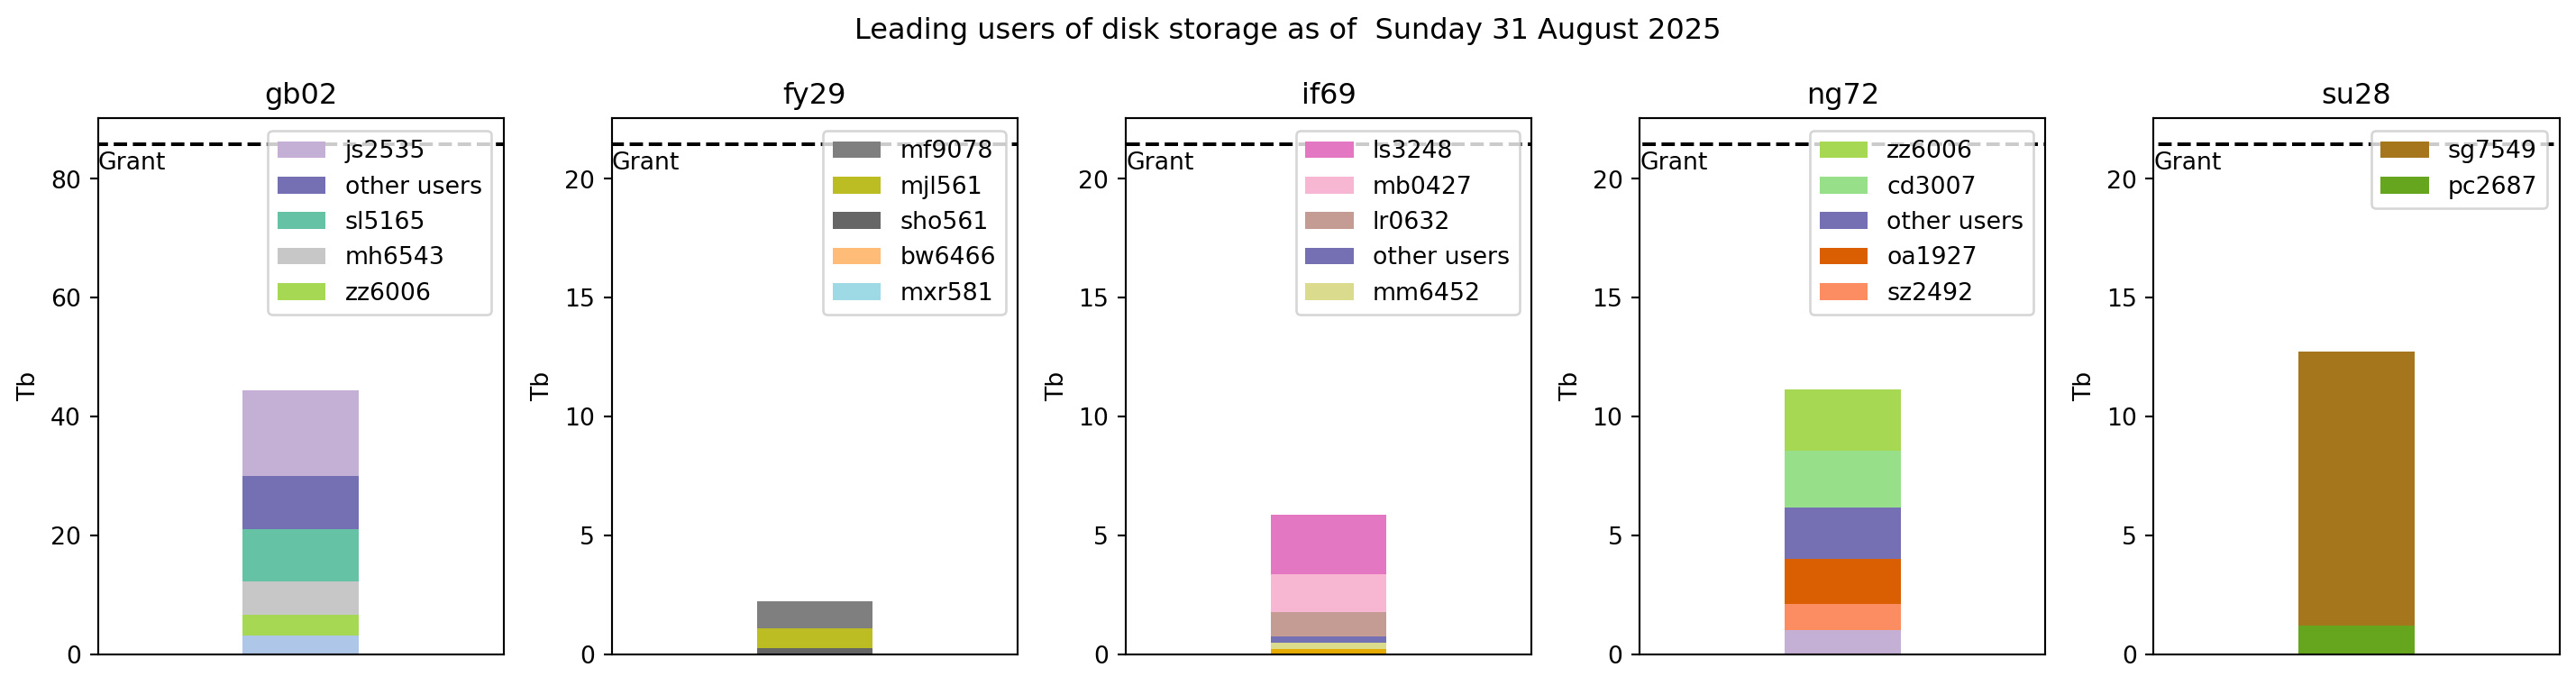 Leading users of disk storage as of  Sunday 31 August 2025
gb02
Grant
js2535
other users
sl5165
mh6543
zz6006
Tb
80
60
40
20
0
fy29
Grant
mf9078
mjl561
sho561
bw6466
mxr581
Tb
20
15
10
5
0
if69
Grant
ls3248
mb0427
lr0632
other users
mm6452
Tb
20
15
10
5
0
ng72
Grant
zz6006
cd3007
other users
oa1927
sz2492
Tb
20
15
10
5
0
su28
Grant
sg7549
pc2687
Tb
20
15
10
5
0